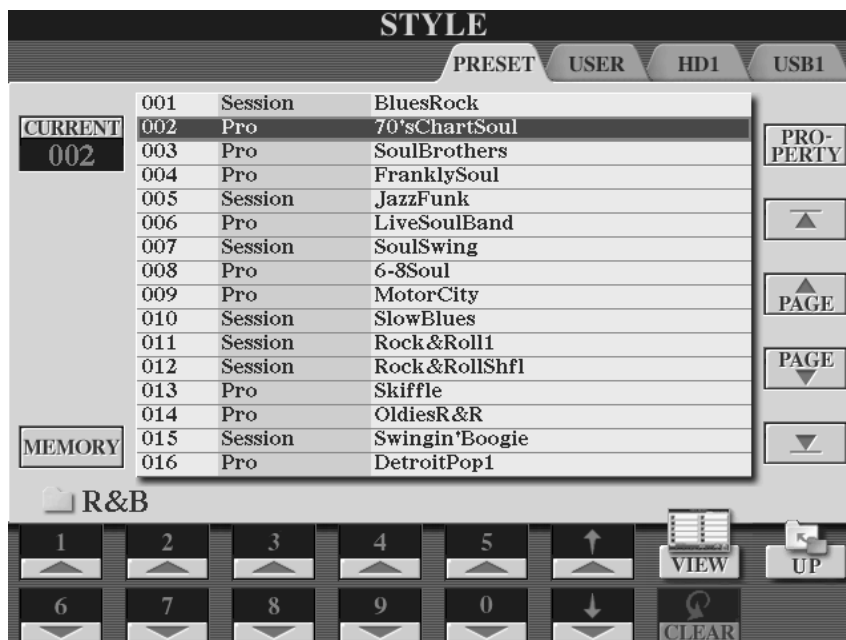 STYLE
PRESET USER HD1 USB1
CURRENT
002
001 Session BluesRock
002 Pro 70'sChartSoul
003 Pro SoulBrothers
004 Pro FranklySoul
005 Session JazzFunk
006 Pro LiveSoulBand
007 Session SoulSwing
008 Pro 6-8Soul
009 Pro MotorCity
010 Session SlowBlues
011 Session Rock&Roll1
012 Session Rock&RollShfl
013 Pro Skiffle
014 Pro OldiesR&R
015 Session Swingin'Boogie
016 Pro DetroitPop1
PRO-
PERTY
PAGE
PAGE
MEMORY
R&B
1 2 3 4 5
VIEW UP
6 7 8 9 0
CLEAR